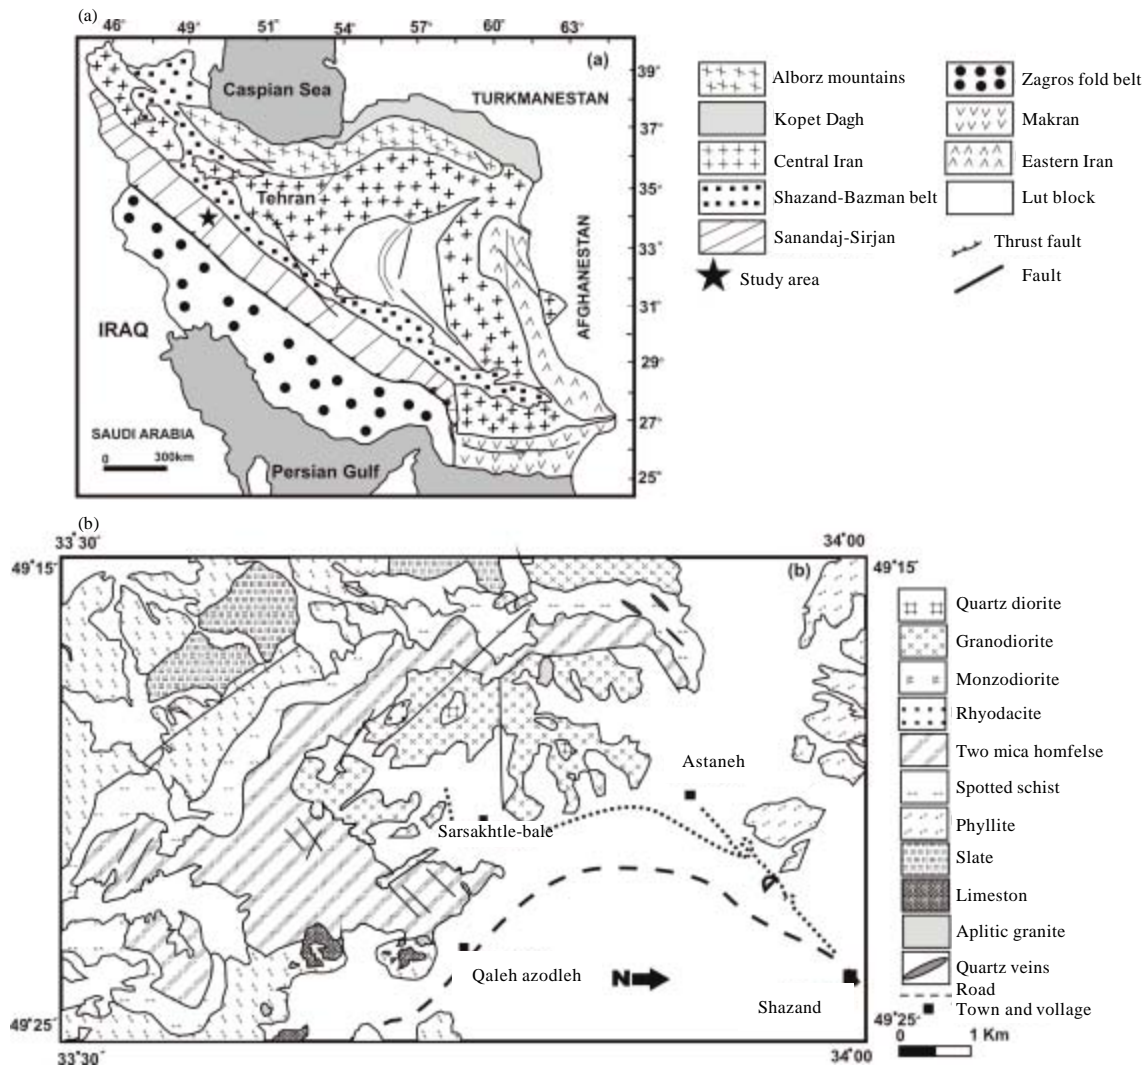 (a)
46° 49° 51° 54° 57° 60° 63°
(a)
39°
37°
35°
33°
31°
29°
27°
25°
Caspian Sea
TURKMANESTAN
Tehran
AFGHANESTAN
IRAQ
SAUDI ARABIA
0 300km
Persian Gulf
Alborz mountains
Kopet Dagh
Central Iran
Shazand-Bazman belt
Sanandaj-Sirjan
Study area
Zagros fold belt
Makran
Eastern Iran
Lut block
Thrust fault
Fault
(b)
33°30' 34°00
49°15' 49°15'
(b)
Astaneh
Sarsakhtle-bale
Qaleh azodleh
N
Shazand
49°25' 49°25'
33°30' 34°00
Quartz diorite
Granodiorite
Monzodiorite
Rhyodacite
Two mica homfelse
Spotted schist
Phyllite
Slate
Limeston
Aplitic granite
Quartz veins
Road
Town and vollage
0 1 Km